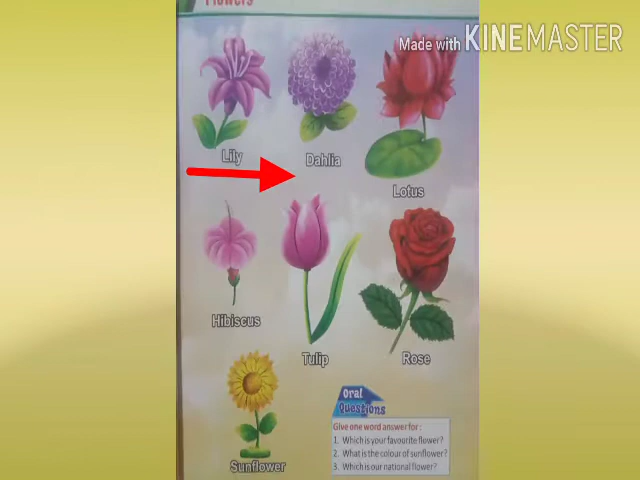 Flowers
Made with KINEMASTER
Lily
Dahlia
Lotus
Hibiscus
Tulip
Rose
Sunflower
Oral
Questions
Give one word answer for :
1. Which is your favourite flower?
2. What is the colour of sunflower?
3. Which is our national flower?